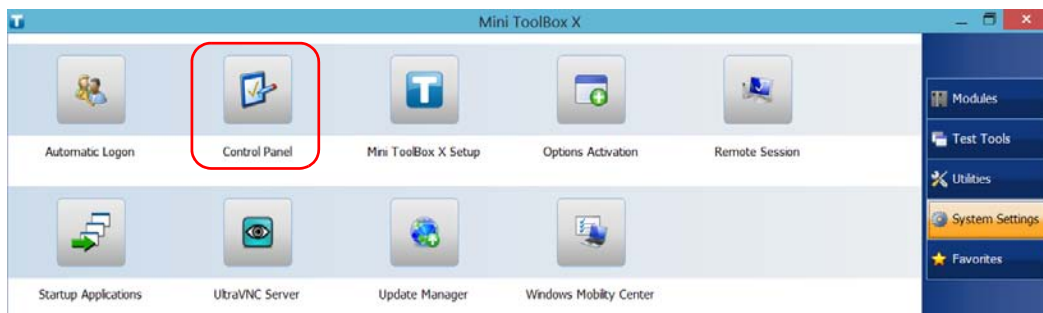 Mini ToolBox X
Automatic Logon
Control Panel
Mini ToolBox X Setup
Options Activation
Remote Session
Startup Applications
UltraVNC Server
Update Manager
Windows Mobility Center
Modules
Test Tools
Utilities
System Settings
Favorites